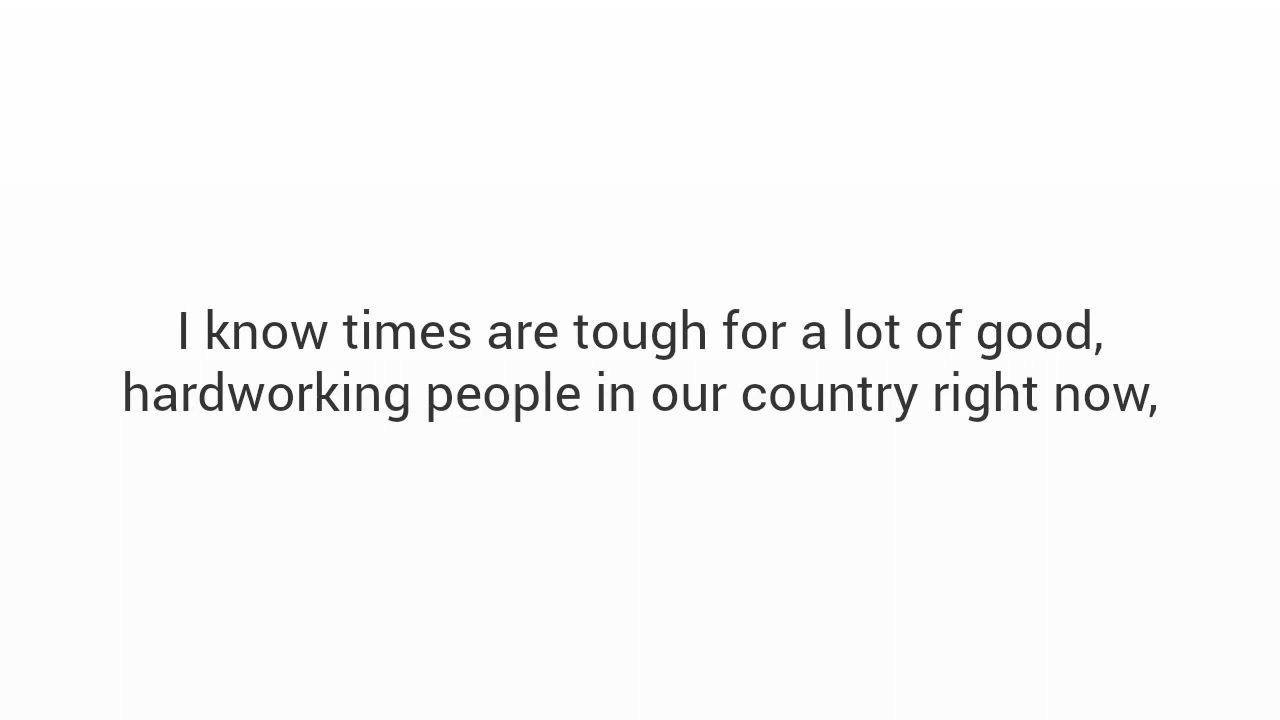 I know times are tough for a lot of good,
hardworking people in our country right now,